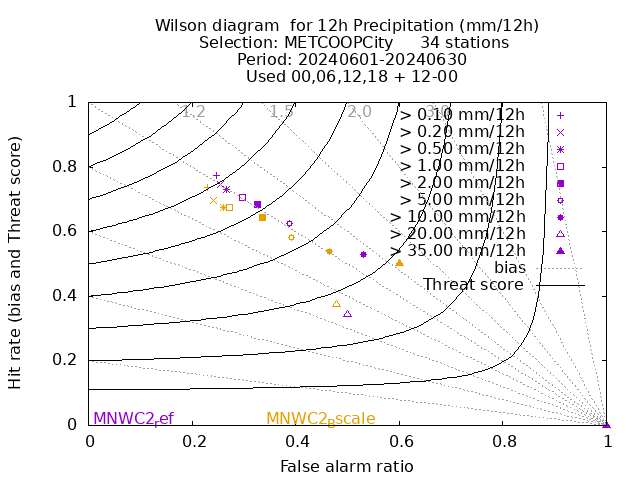 Wilson diagram  for 12h Precipitation (mm/12h)
Selection: METCOOPCity     34 stations
Period: 20240601-20240630
Used 00,06,12,18 + 12-00
1.2 1.5 2.0 3.0
> 0.10 mm/12h
> 0.20 mm/12h
> 0.50 mm/12h
> 1.00 mm/12h
> 2.00 mm/12h
> 5.00 mm/12h
> 10.00 mm/12h
> 20.00 mm/12h
> 35.00 mm/12h
bias
Threat score
Hit rate (bias and Threat score)
1
0.8
0.6
0.4
0.2
0
MNWC2_ref MNWC2_Bscale
0 0.2 0.4 0.6 0.8 1
False alarm ratio